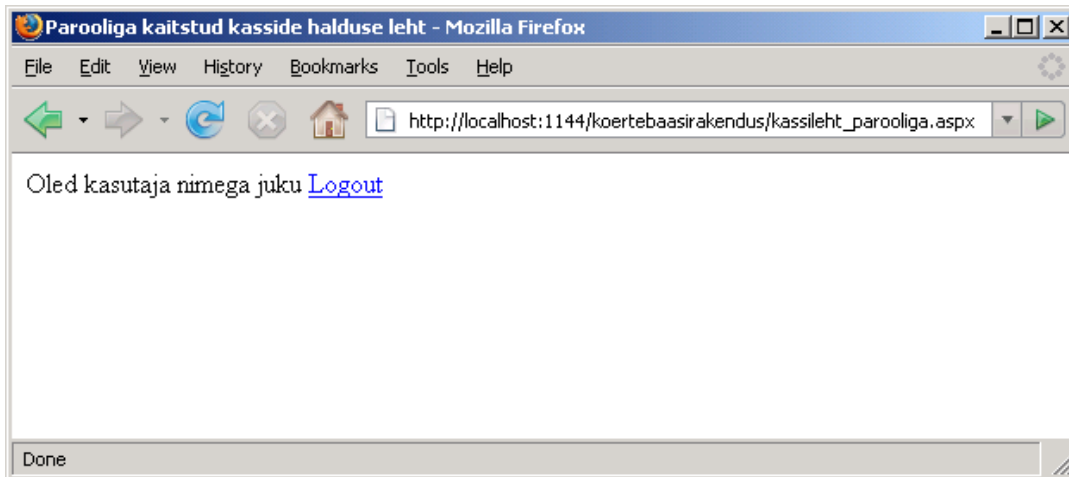 Parooliga kaitstud kasside halduse leht - Mozilla Firefox
File Edit View History Bookmarks Tools Help
http://localhost:1144/koertebaasirakendus/kassileht_parooliga.aspx
Oled kasutaja nimega juku Logout
Done